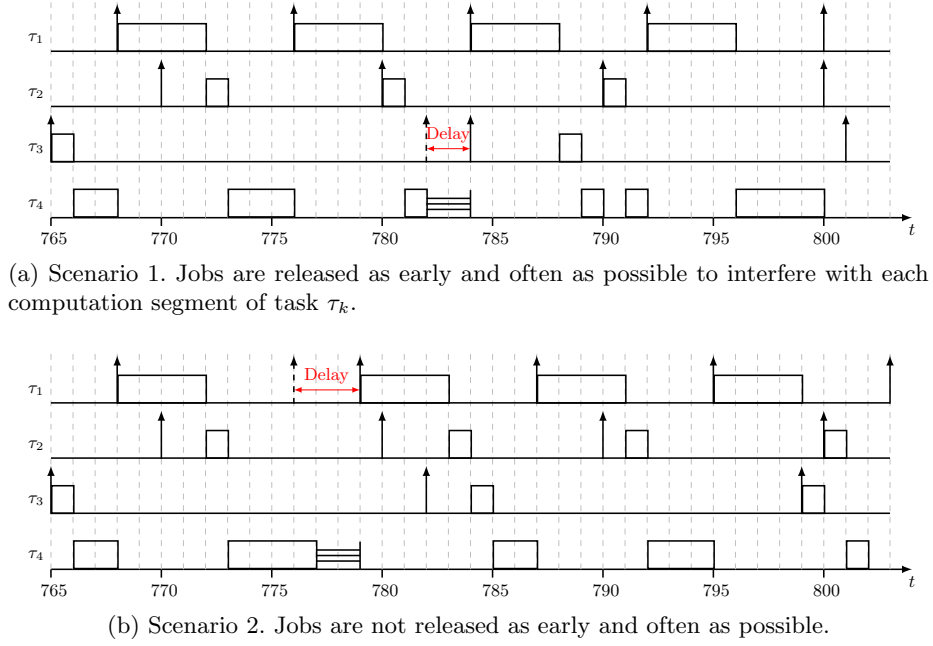 τ1
τ2
τ3
Delay
τ4
765 770 775 780 785 790 795 800 t
(a) Scenario 1. Jobs are released as early and often as possible to interfere with each
computation segment of task τk.
τ1
Delay
τ2
τ3
τ4
765 770 775 780 785 790 795 800 t
(b) Scenario 2. Jobs are not released as early and often as possible.